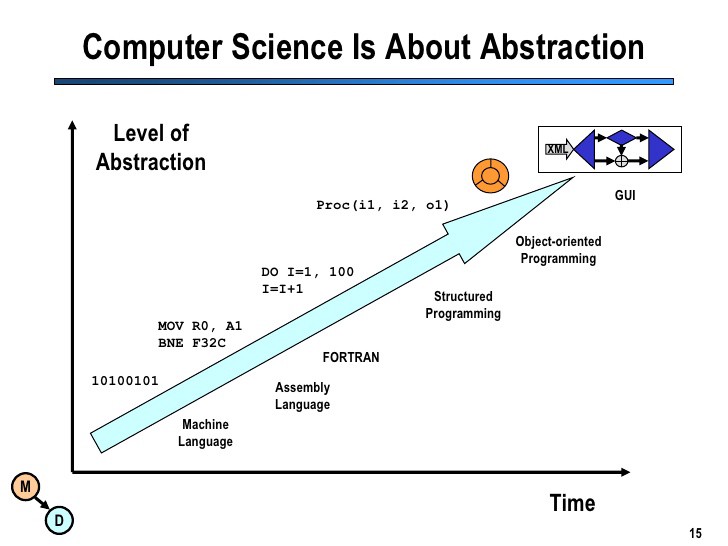 Computer Science Is About Abstraction
Level of
Abstraction
XML
GUI
Proc(i1, i2, o1)
Object-oriented
Programming
DO I=1, 100
I=I+1
Structured
Programming
MOV R0, A1
BNE F32C
FORTRAN
10100101
Assembly
Language
Machine
Language
M
D
Time
15